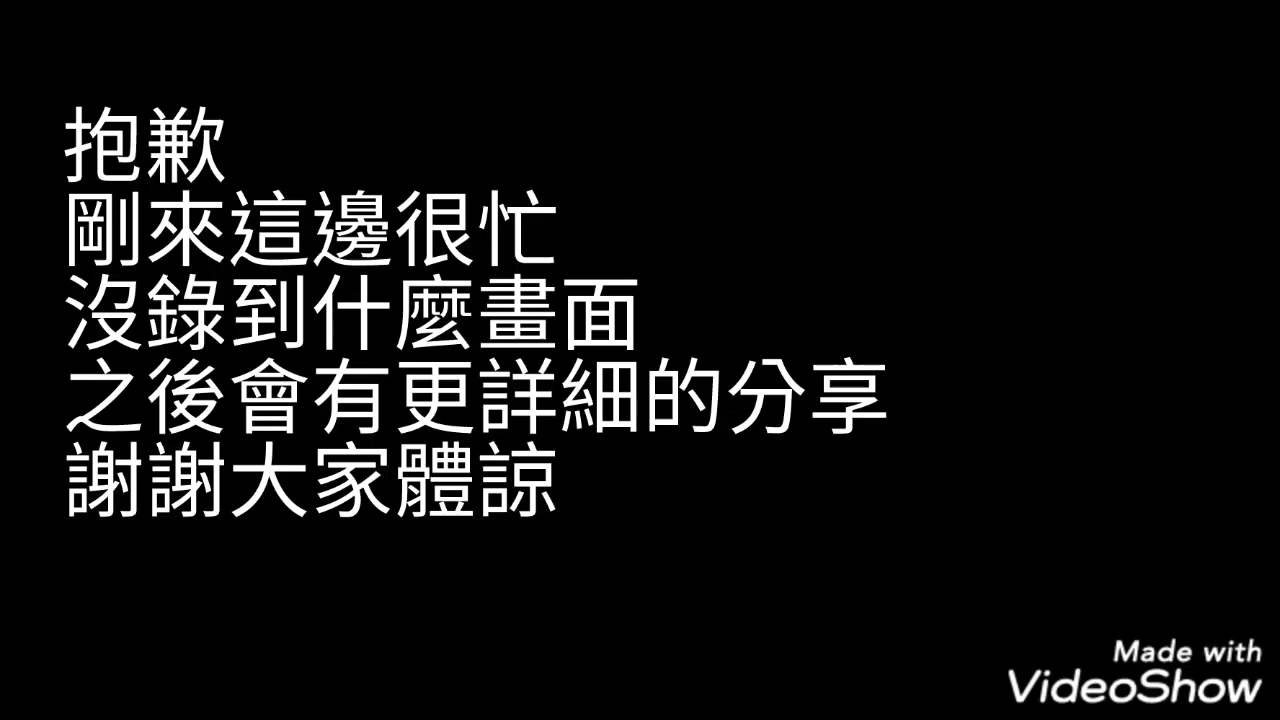 抱歉
剛來這邊很忙
沒錄到什麼畫面
之後會有更詳細的分享
謝謝大家體諒
Made with
VideoShow